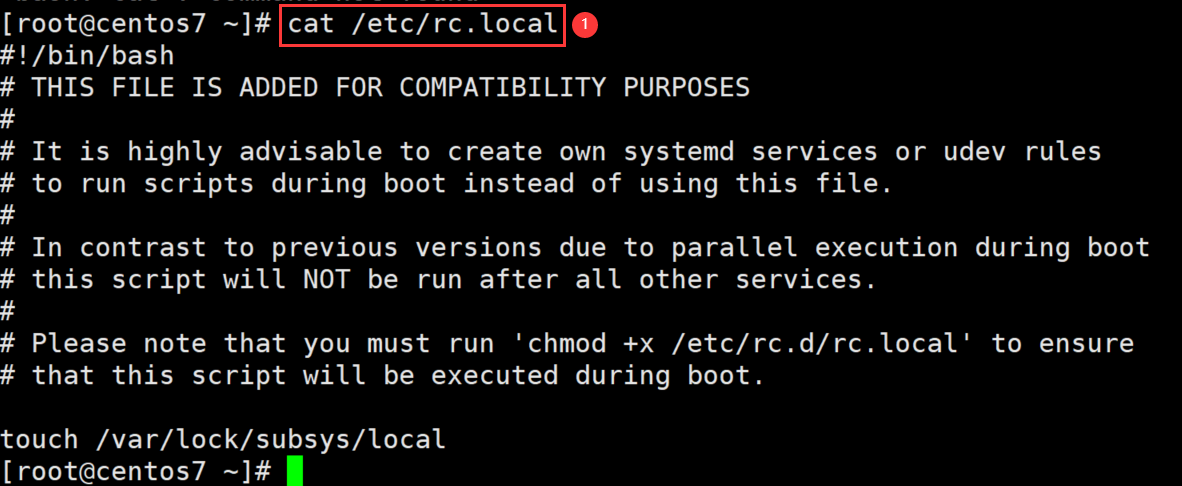 [root@centos7 ~]# cat /etc/rc.local 1
#!/bin/bash
# THIS FILE IS ADDED FOR COMPATIBILITY PURPOSES
#
# It is highly advisable to create own systemd services or udev rules
# to run scripts during boot instead of using this file.
#
# In contrast to previous versions due to parallel execution during boot
# this script will NOT be run after all other services.
#
# Please note that you must run 'chmod +x /etc/rc.d/rc.local' to ensure
# that this script will be executed during boot.
touch /var/lock/subsys/local
[root@centos7 ~]#